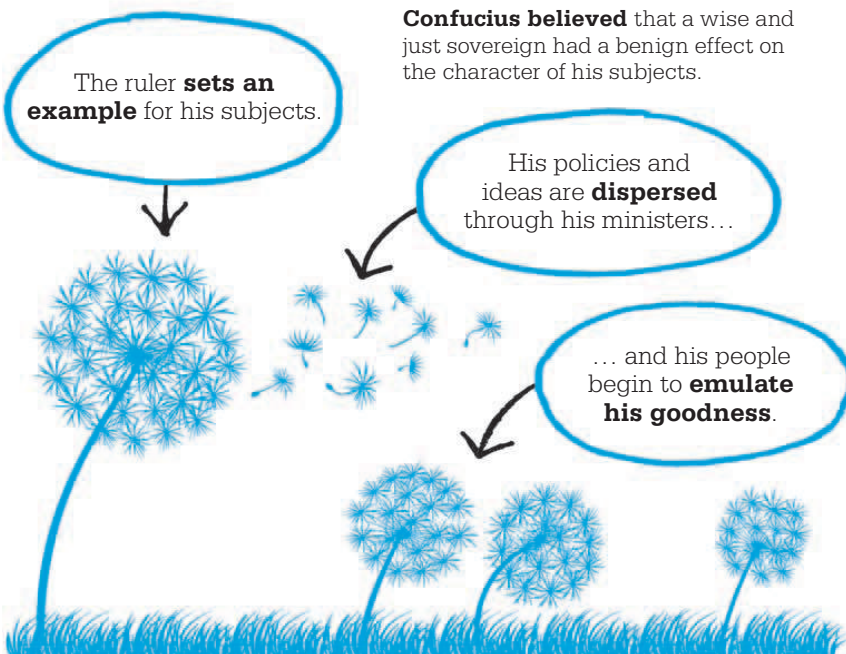 Confucius believed that a wise and
just sovereign had a benign effect on
the character of his subjects.
The ruler sets an
example for his subjects.
His policies and
ideas are dispersed
through his ministers…
… and his people
begin to emulate
his goodness.